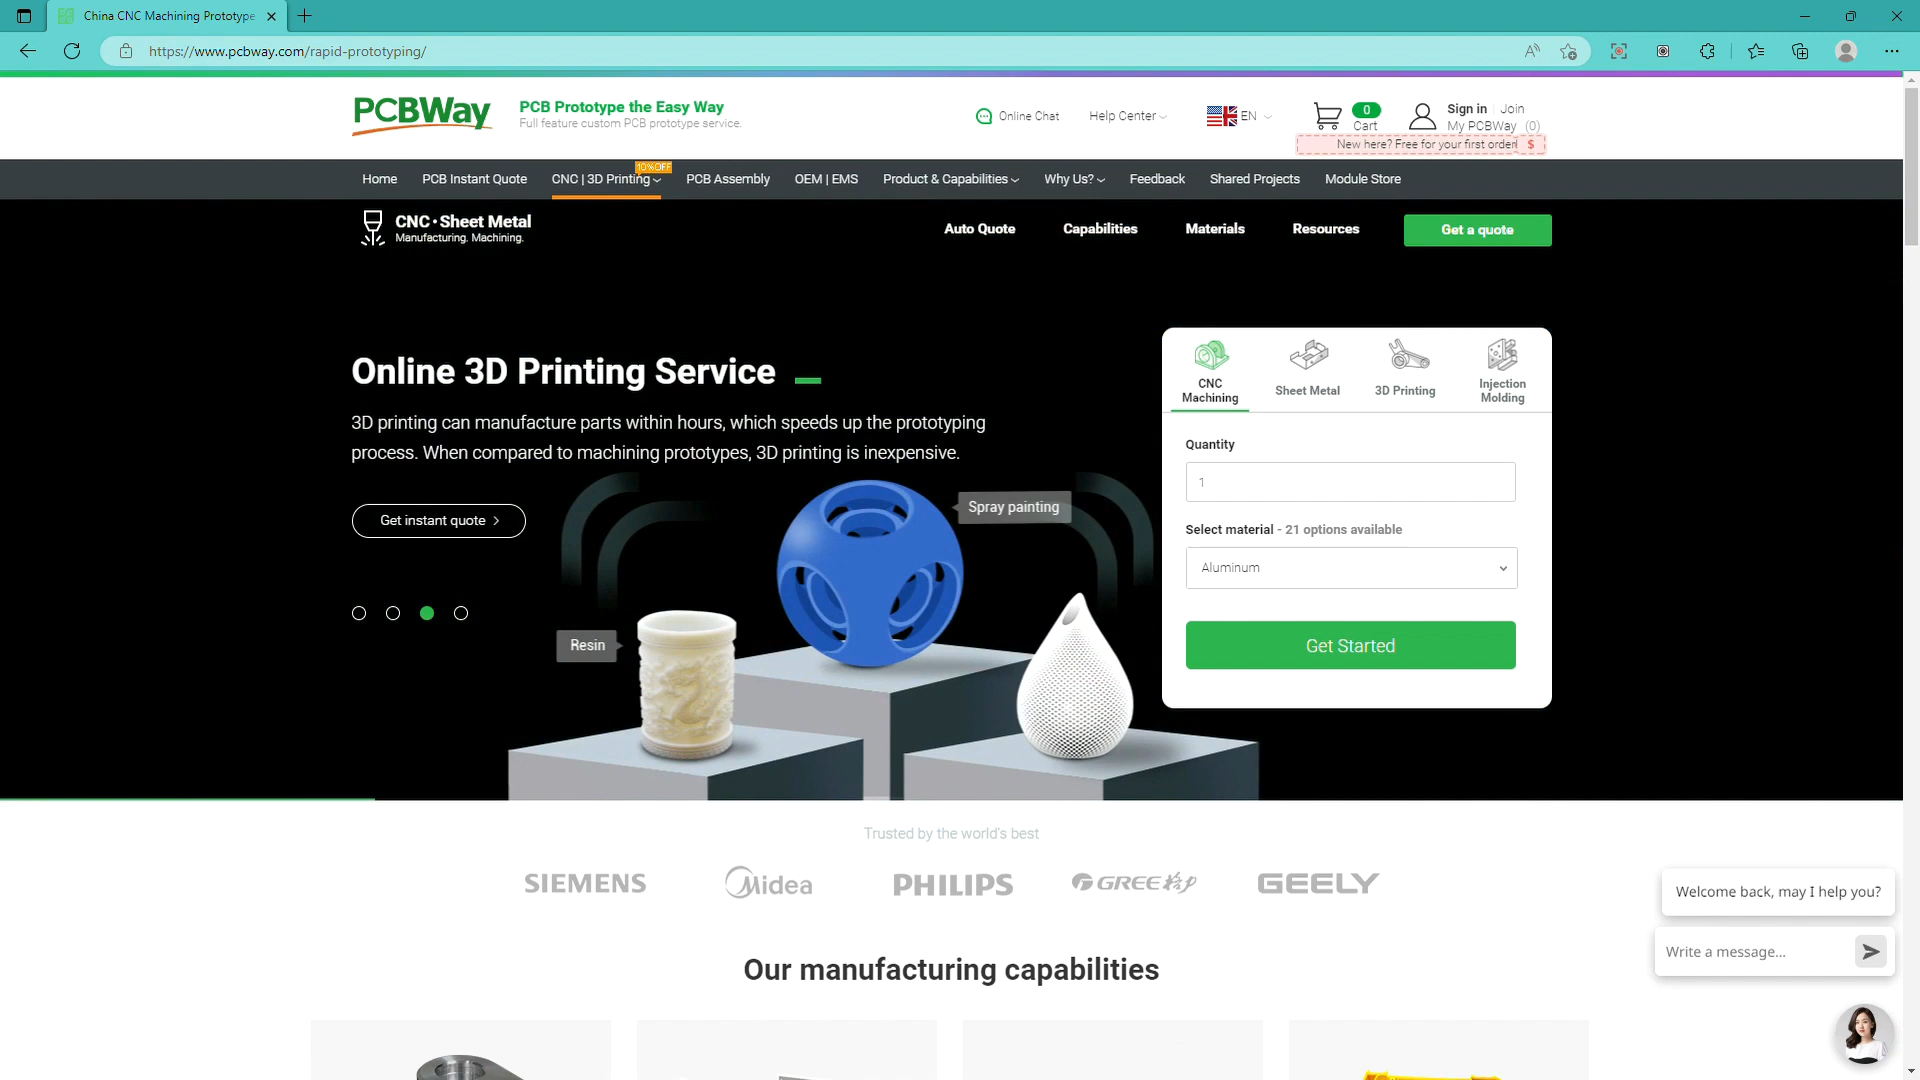 China CNC Machining Prototype
https://www.pcbway.com/rapid-prototyping/
PCBWay
PCB Prototype the Easy Way
Full feature custom PCB prototype service.
Online Chat
Help Center
EN
0
Cart
Sign in
Join
My PCBWay (0)
New here? Free for your first order!
$
10%OFF
Home
PCB Instant Quote
CNC | 3D Printing
PCB Assembly
OEM | EMS
Product & Capabilities
Why Us?
Feedback
Shared Projects
Module Store
CNC·Sheet Metal
Manufacturing. Machining.
Auto Quote
Capabilities
Materials
Resources
Get a quote
Online 3D Printing Service
3D printing can manufacture parts within hours, which speeds up the prototyping
process. When compared to machining prototypes, 3D printing is inexpensive.
Get instant quote
Spray painting
Resin
CNC
Machining
Sheet Metal
3D Printing
Injection
Molding
Quantity
1
Select material - 21 options available
Aluminum
Get Started
Trusted by the world's best
SIEMENS
Midea
PHILIPS
GREE格力
GEELY
Our manufacturing capabilities
Welcome back, may I help you?
Write a message...